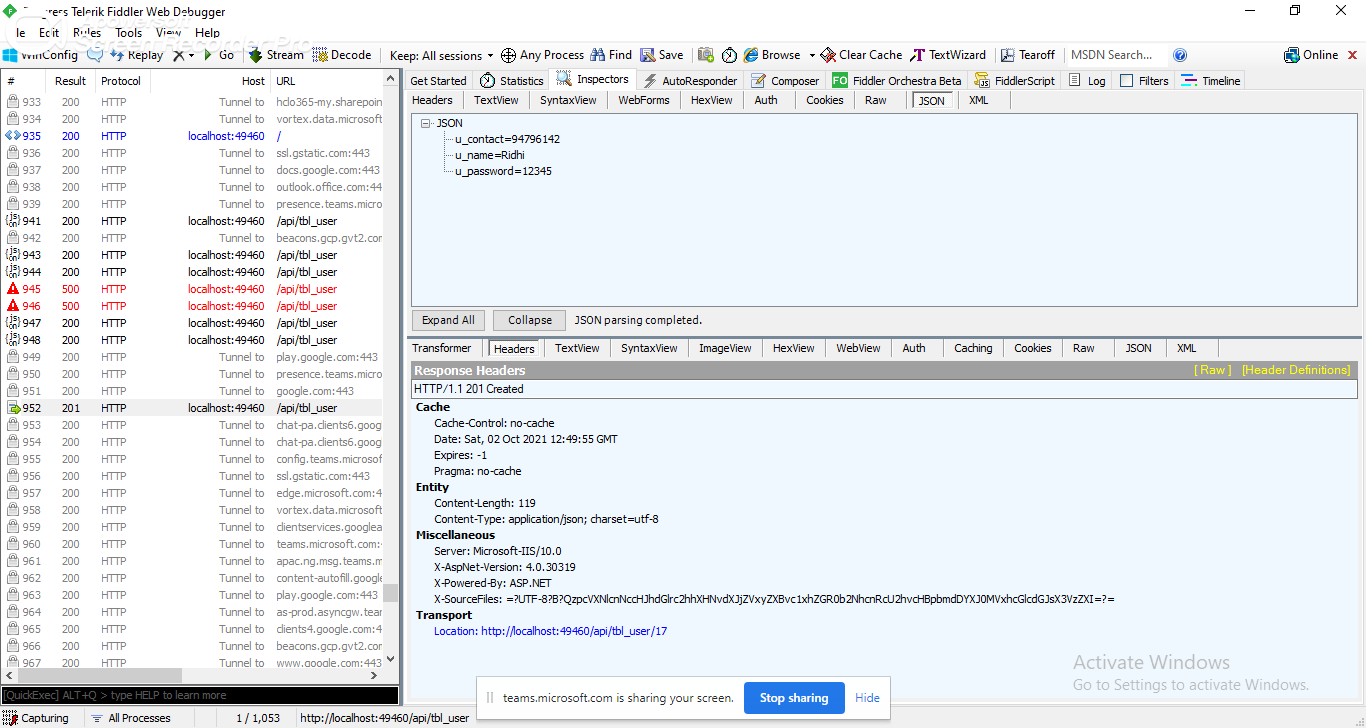 Progress Telerik Fiddler Web Debugger
Apowersoft
Screen Recorder Pro
Edit Rules Tools View Help
WinConfig Replay X Go Stream Decode Keep: All sessions Any Process Find Save Browse Clear Cache TextWizard Tearoff MSDN Search... Online
# Result Protocol Host URL
933 200 HTTP Tunnel to hclo365-my.sharepoin
934 200 HTTP Tunnel to vortex.data.microsoft
935 200 HTTP localhost:49460 /
936 200 HTTP Tunnel to ssl.gstatic.com:443
937 200 HTTP Tunnel to docs.google.com:443
938 200 HTTP Tunnel to outlook.office.com:44
939 200 HTTP Tunnel to presence.teams.micro
941 200 HTTP localhost:49460 /api/tbl_user
942 200 HTTP Tunnel to beacons.gcp.gvt2.com
943 200 HTTP localhost:49460 /api/tbl_user
944 200 HTTP localhost:49460 /api/tbl_user
945 500 HTTP localhost:49460 /api/tbl_user
946 500 HTTP localhost:49460 /api/tbl_user
947 200 HTTP localhost:49460 /api/tbl_user
948 200 HTTP localhost:49460 /api/tbl_user
949 200 HTTP Tunnel to play.google.com:443
950 200 HTTP Tunnel to presence.teams.micro
951 200 HTTP Tunnel to google.com:443
952 201 HTTP localhost:49460 /api/tbl_user
953 200 HTTP Tunnel to chat-pa.clients6.goog
954 200 HTTP Tunnel to chat-pa.clients6.goog
955 200 HTTP Tunnel to config.teams.microsof
956 200 HTTP Tunnel to ssl.gstatic.com:443
957 200 HTTP Tunnel to edge.microsoft.com:4
958 200 HTTP Tunnel to vortex.data.microsoft
959 200 HTTP Tunnel to clientservices.googlea
960 200 HTTP Tunnel to teams.microsoft.com:
961 200 HTTP Tunnel to apac.ng.msg.teams.m
962 200 HTTP Tunnel to content-autofill.google
963 200 HTTP Tunnel to play.google.com:443
964 200 HTTP Tunnel to as-prod.asyncgw.tear
965 200 HTTP Tunnel to clients4.google.com:4
966 200 HTTP Tunnel to beacons.gcp.gvt2.com
967 200 HTTP Tunnel to www.google.com:443
[QuickExec] ALT+Q > type HELP to learn more
Get Started Statistics Inspectors AutoResponder Composer FO Fiddler Orchestra Beta FiddlerScript Log Filters Timeline
Headers TextView SyntaxView WebForms HexView Auth Cookies Raw JSON XML
JSON
u_contact=94796142
u_name=Ridhi
u_password=12345
Expand All Collapse JSON parsing completed.
Transformer Headers TextView SyntaxView ImageView HexView WebView Auth Caching Cookies Raw JSON XML
Response Headers [ Raw ] [Header Definitions]
HTTP/1.1 201 Created
Cache
Cache-Control: no-cache
Date: Sat, 02 Oct 2021 12:49:55 GMT
Expires: -1
Pragma: no-cache
Entity
Content-Length: 119
Content-Type: application/json; charset=utf-8
Miscellaneous
Server: Microsoft-IIS/10.0
X-AspNet-Version: 4.0.30319
X-Powered-By: ASP.NET
X-SourceFiles: =?UTF-8?B?QzpcVXNlcnNccHJhdGlrc2hhXHNvdXJjZVxyZXBvc1xhZGR0b2NhcnRcU2hvcHBpbmdDYXJ0MVxhcGlcdGJsX3VzZXI=?=
Transport
Location: http://localhost:49460/api/tbl_user/17
Activate Windows
Go to Settings to activate Windows.
teams.microsoft.com is sharing your screen. Stop sharing Hide
Capturing All Processes 1 / 1,053 http://localhost:49460/api/tbl_user